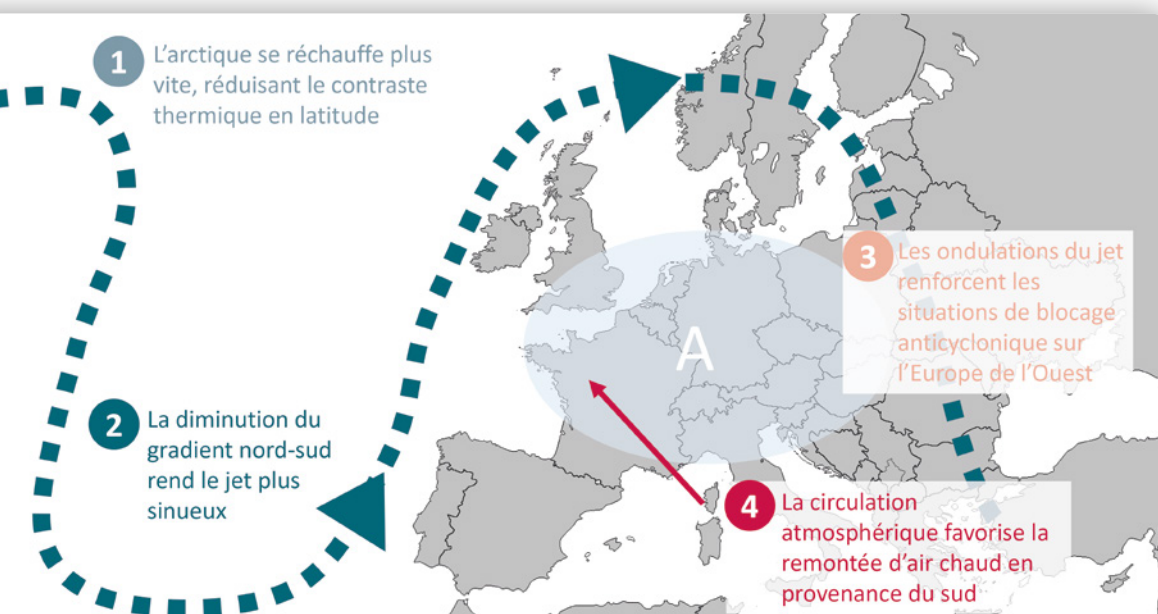 1
L'arctique se réchauffe plus
vite, réduisant le contraste
thermique en latitude
2
La diminution du
gradient nord-sud
rend le jet plus
sinueux
A
3
Les ondulations du jet
renforcent les
situations de blocage
anticyclonique sur
l'Europe de l'Ouest
4
La circulation
atmosphérique favorise la
remontée d'air chaud en
provenance du sud